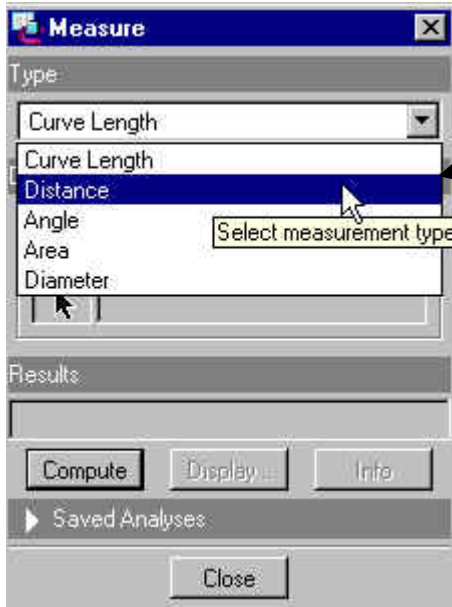 Measure
Type
Curve Length
Curve Length
Distance
Angle
Select measurement type
Area
Diameter
Results
Compute Display... Info
Saved Analyses
Close